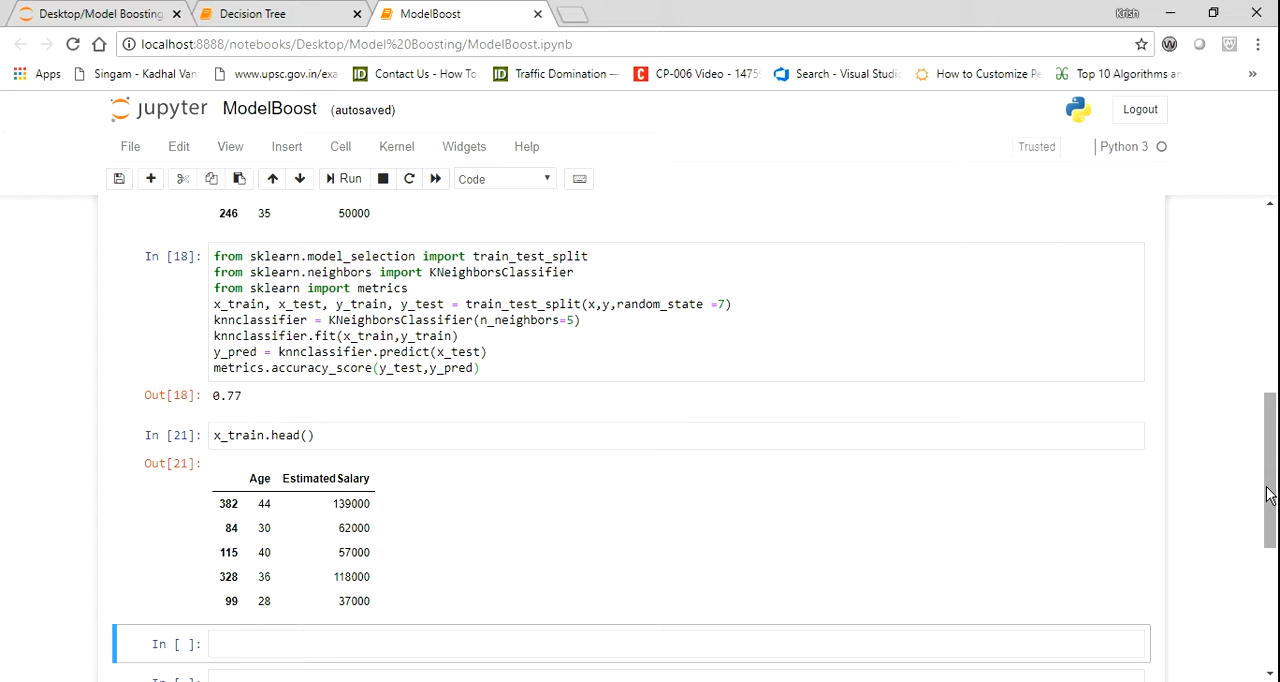 Desktop/Model Boosting
Decision Tree
ModelBoost
Krish
localhost:8888/notebooks/Desktop/Model%20Boosting/ModelBoost.ipynb
Apps
Singam - Kadhal Van
www.upsc.gov.in/exa
Contact Us - How To
Traffic Domination —
CP-006 Video - 1475
Search - Visual Studi
How to Customize Pe
Top 10 Algorithms an
jupyter ModelBoost (autosaved)
Logout
File Edit View Insert Cell Kernel Widgets Help
Trusted
Python 3
Run
Code
246 35 50000
In [18]:
from sklearn.model_selection import train_test_split
from sklearn.neighbors import KNeighborsClassifier
from sklearn import metrics
x_train, x_test, y_train, y_test = train_test_split(x,y,random_state =7)
knnclassifier = KNeighborsClassifier(n_neighbors=5)
knnclassifier.fit(x_train,y_train)
y_pred = knnclassifier.predict(x_test)
metrics.accuracy_score(y_test,y_pred)
Out[18]: 0.77
In [21]: x_train.head()
Out[21]:
Age EstimatedSalary
382 44 139000
84 30 62000
115 40 57000
328 36 118000
99 28 37000
In [ ]: